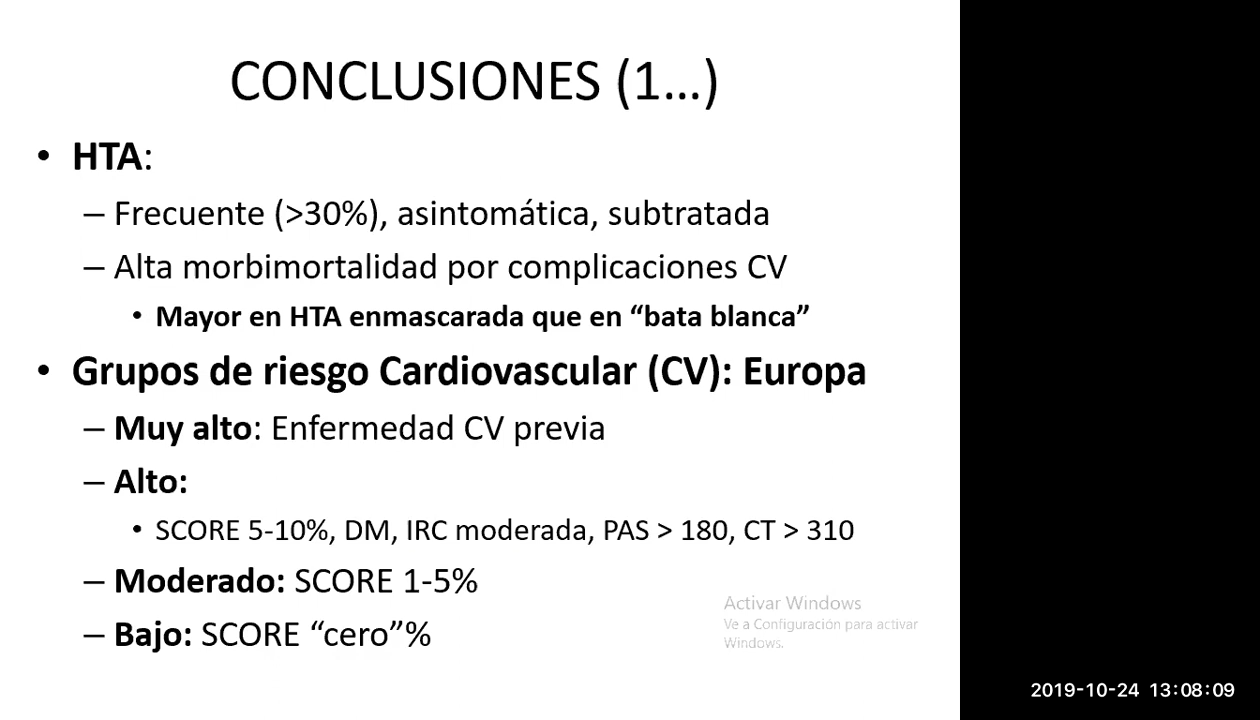 CONCLUSIONES (1...)
• HTA:
– Frecuente (>30%), asintomática, subtratada
– Alta morbimortalidad por complicaciones CV
• Mayor en HTA enmascarada que en “bata blanca”
• Grupos de riesgo Cardiovascular (CV): Europa
– Muy alto: Enfermedad CV previa
– Alto:
• SCORE 5-10%, DM, IRC moderada, PAS > 180, CT > 310
– Moderado: SCORE 1-5%
– Bajo: SCORE “cero”%
Activar Windows
Ve a Configuración para activar
Windows.
2019-10-24 13:08:09